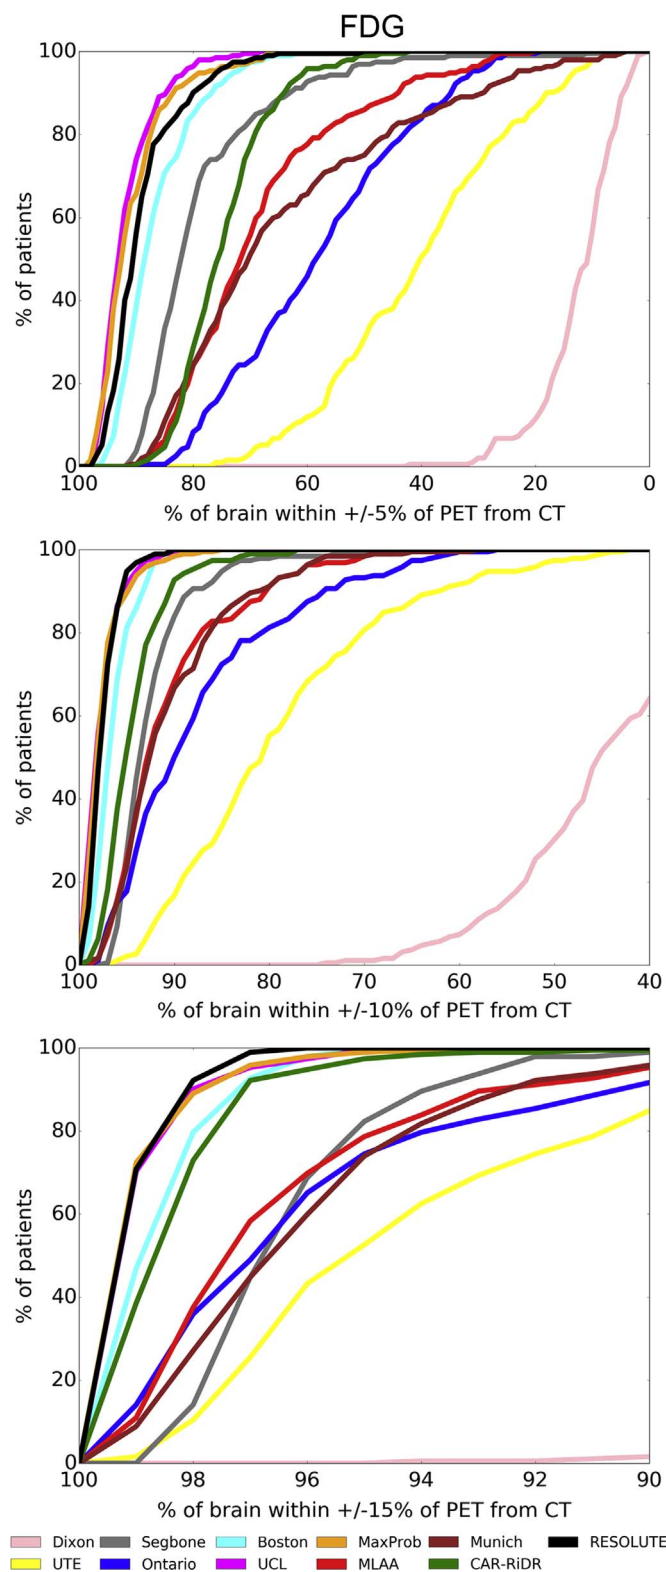 FDG
100
80
60
40
20
0
% of patients
100 80 60 40 20 0
% of brain within +/-5% of PET from CT
100
80
60
40
20
0
% of patients
100 90 80 70 60 50 40
% of brain within +/-10% of PET from CT
100
80
60
40
20
0
% of patients
100 98 96 94 92 90
% of brain within +/-15% of PET from CT
Dixon Segbone Boston MaxProb Munich RESOLUTE
UTE Ontario UCL MLAA CAR-RiDR